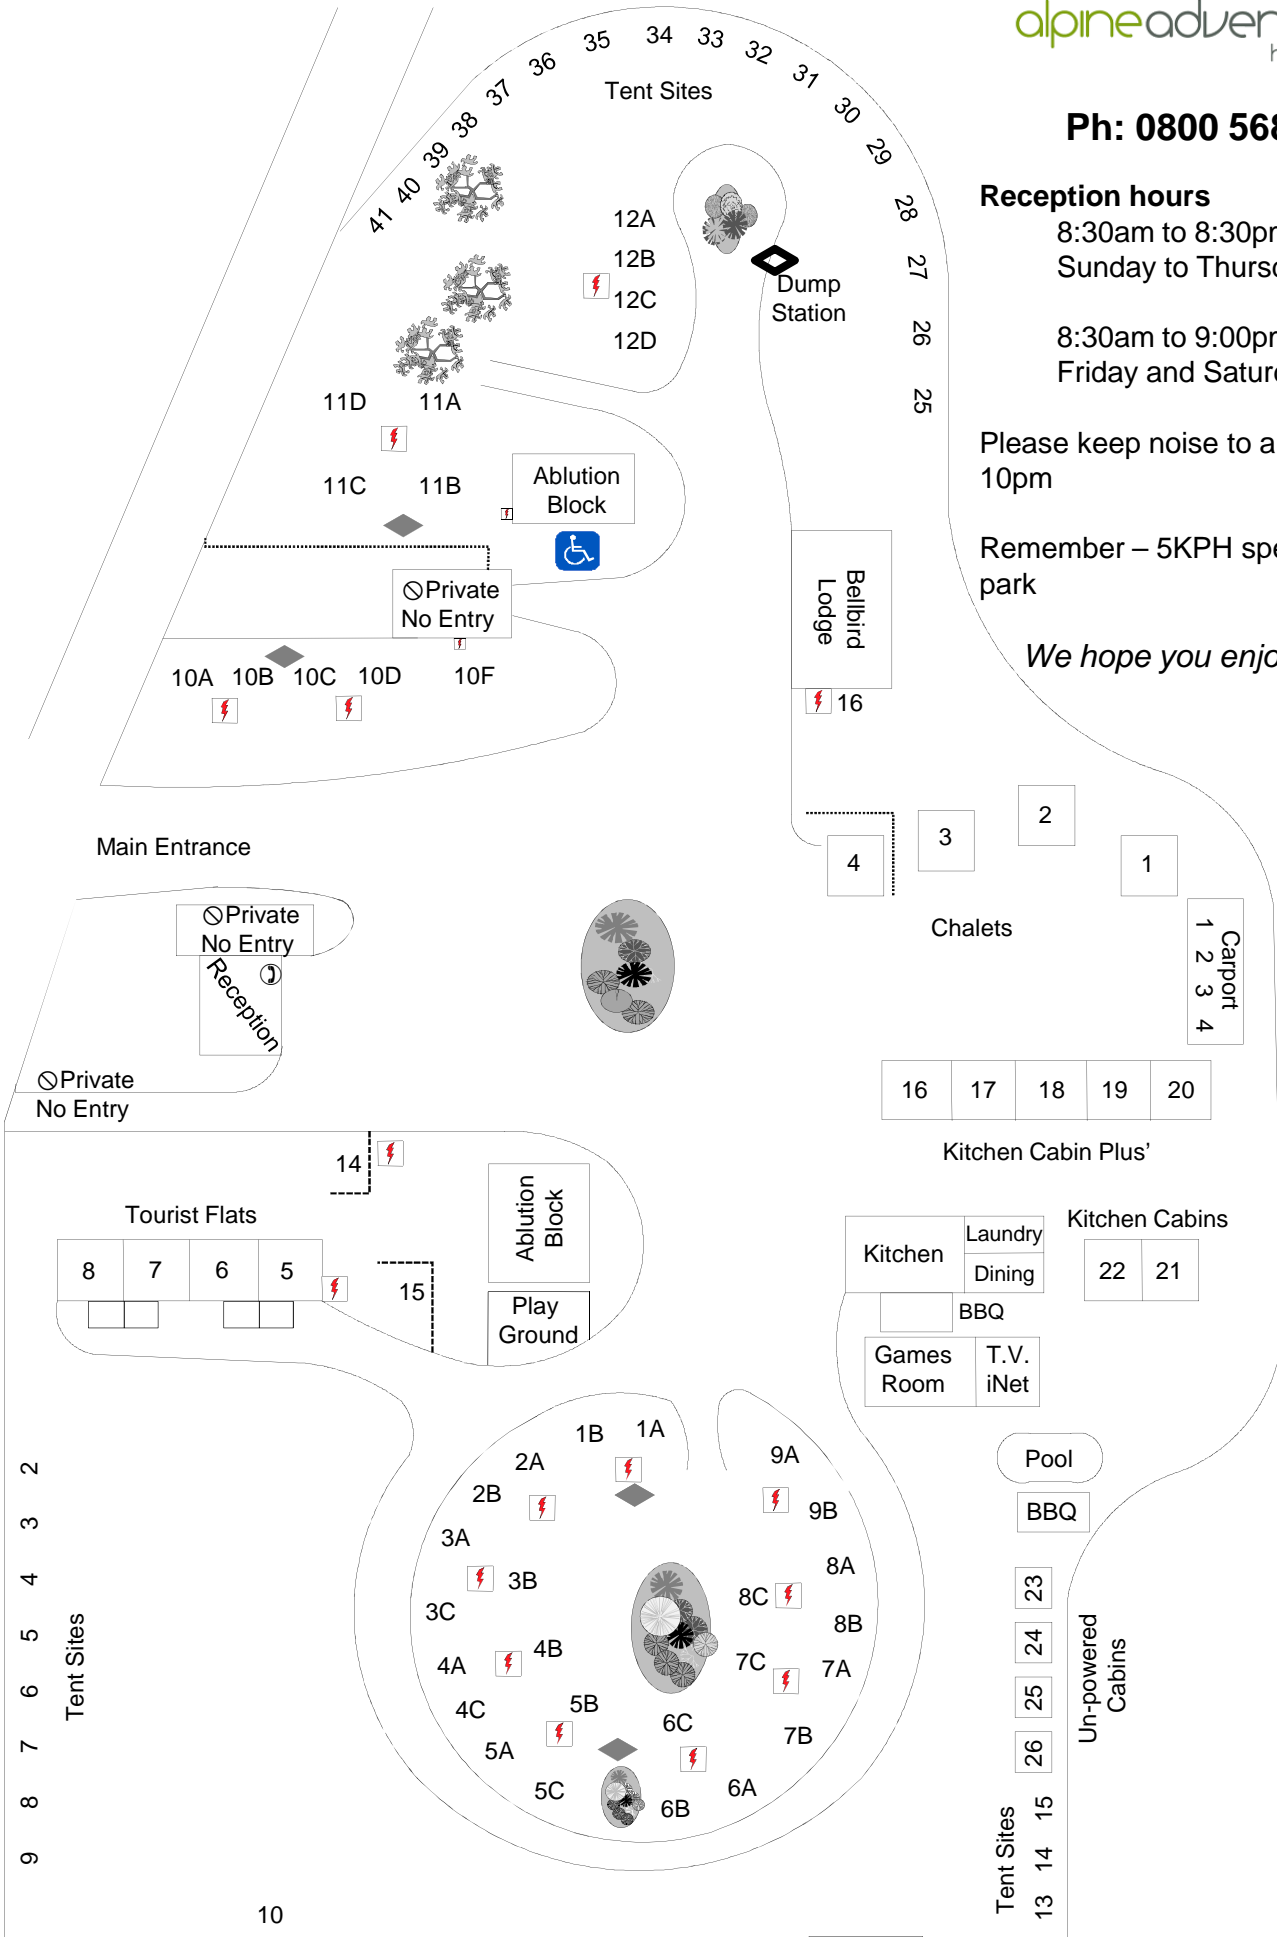 alpineadven
Ph: 0800 568
Reception hours
8:30am to 8:30pm
Sunday to Thursd
8:30am to 9:00pm
Friday and Satur
Please keep noise to a
10pm
Remember – 5KPH spe
park
We hope you enjo
34
35
33
36
32
37
31
38
30
39
29
40
28
41
27
26
25
Tent Sites
12A
12B
12C
12D
Dump
Station
11D
11A
11C
11B
Ablution
Block
Private
No Entry
10A
10B
10C
10D
10F
Bellbird
Lodge
16
Main Entrance
4
3
2
1
Chalets
Carport
1 2 3 4
Private
No Entry
Reception
Private
No Entry
16
17
18
19
20
Kitchen Cabin Plus'
14
Tourist Flats
8
7
6
5
15
Ablution
Block
Play
Ground
Kitchen
Laundry
Dining
BBQ
Kitchen Cabins
22
21
Games
Room
T.V.
iNet
Pool
BBQ
1B
1A
2A
2B
3A
3B
3C
4A
4B
4C
5B
5A
5C
6C
6B
6A
7C
7A
7B
8A
8C
8B
9A
9B
2
3
4
5
6
7
8
9
Tent Sites
10
23
24
25
26
Un-powered
Cabins
15
14
13
Tent Sites